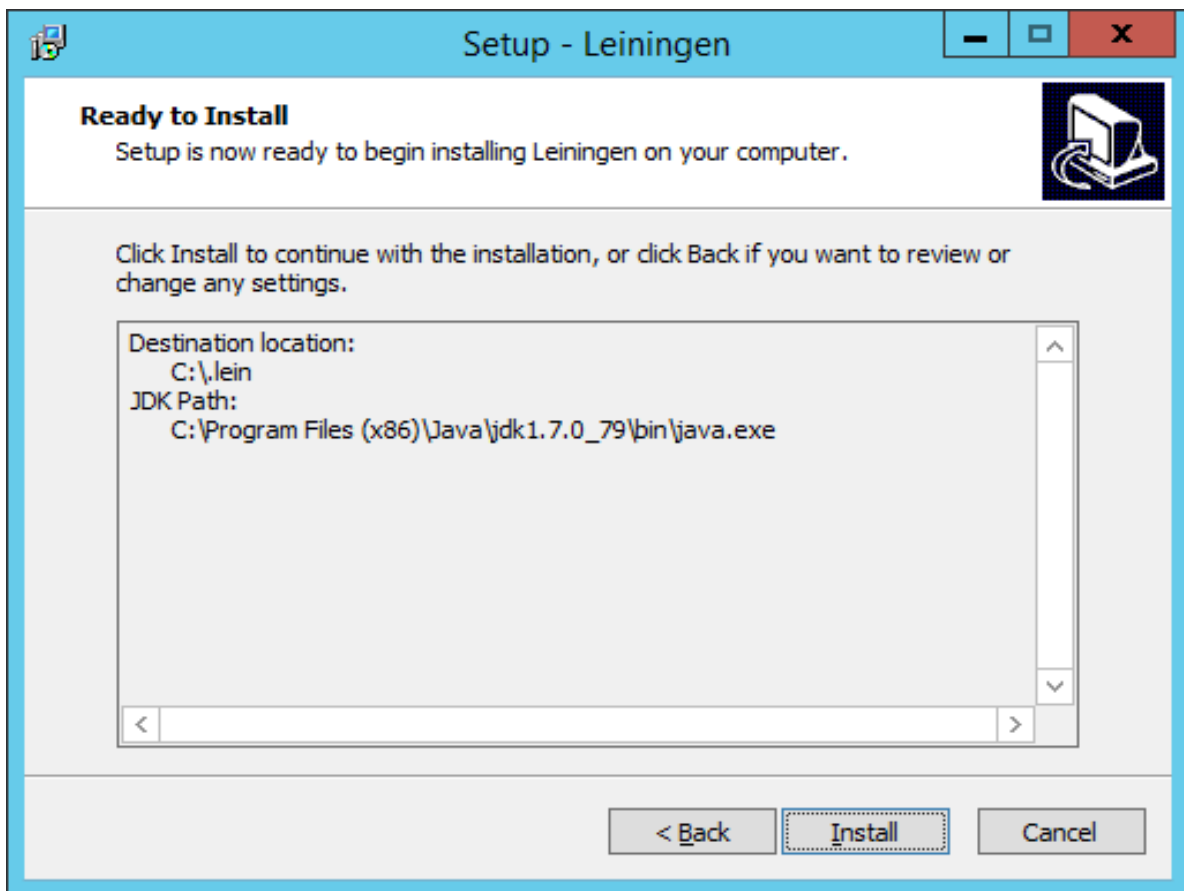 Setup - Leiningen
Ready to Install
Setup is now ready to begin installing Leiningen on your computer.
Click Install to continue with the installation, or click Back if you want to review or
change any settings.
Destination location:
C:\.lein
JDK Path:
C:\Program Files (x86)\Java\jdk1.7.0_79\bin\java.exe
< Back
Install
Cancel